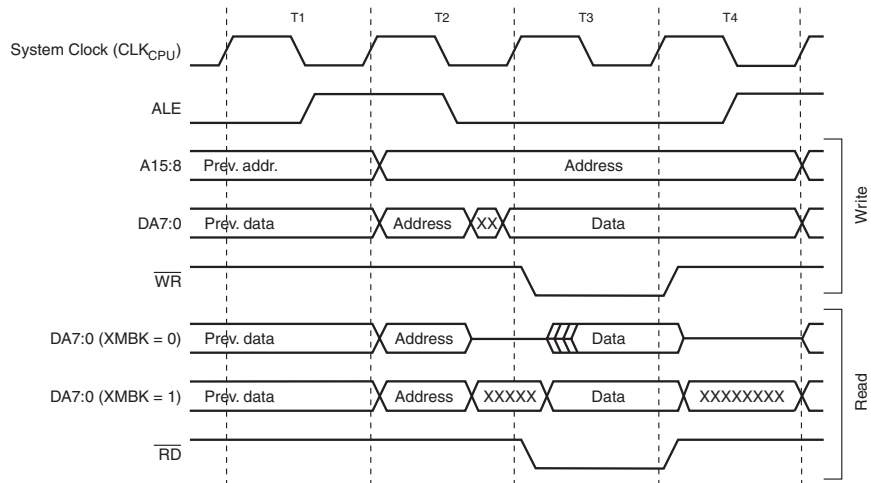 T1 T2 T3 T4
System Clock (CLKCPU)
ALE
A15:8 Prev. addr. Address
DA7:0 Prev. data Address XX Data
WR
Write
DA7:0 (XMBK = 0) Prev. data Address Data
DA7:0 (XMBK = 1) Prev. data Address XXXXX Data XXXXXXXX
RD
Read